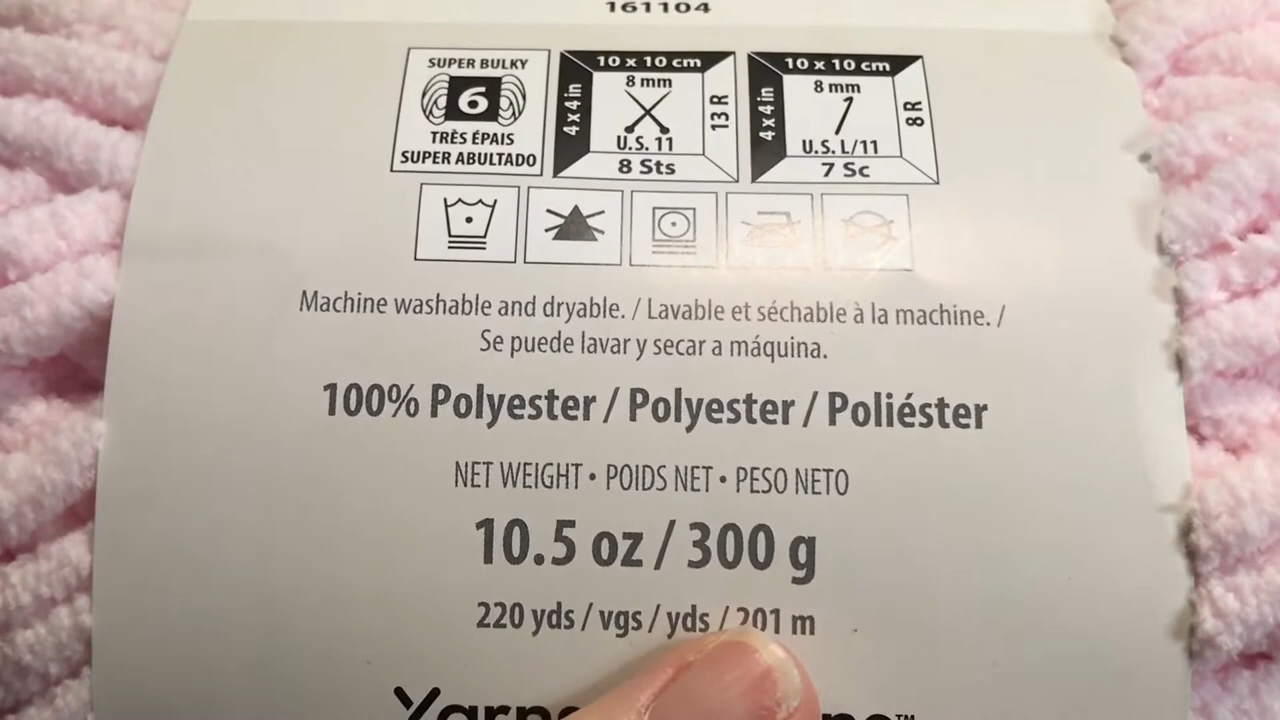 161104
SUPER BULKY
6
TRÈS ÉPAIS
SUPER ABULTADO
10 x 10 cm
4 x 4 in
8 mm
13 R
U.S. 11
8 Sts
10 x 10 cm
4 x 4 in
8 mm
8 R
U.S. L/11
7 Sc
Machine washable and dryable. / Lavable et séchable à la machine. /
Se puede lavar y secar a máquina.
100% Polyester / Polyester / Poliéster
NET WEIGHT • POIDS NET • PESO NETO
10.5 oz / 300 g
220 yds / vgs / yds / 201 m